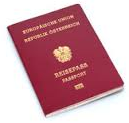 EUROPÄISCHE UNION
REPUBLIK ÖSTERREICH
REISEPASS
PASSPORT